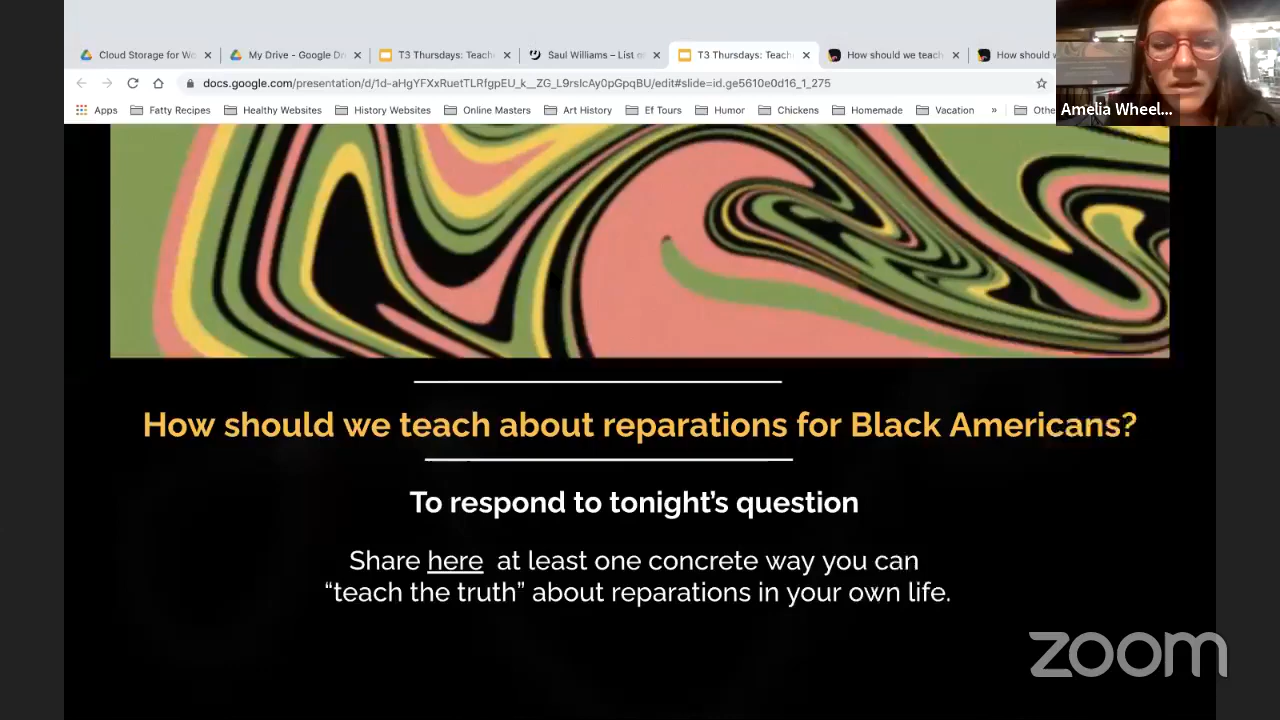 Cloud Storage for Wo
My Drive - Google Dr
T3 Thursdays: Teach
Saul Williams – List o
T3 Thursdays: Teach
How should we teach
How should w
docs.google.com/presentation/d/1d-mHgYFXxRuetTLRfgpEU_k__ZG_L9rsIcAy0pGpqBU/edit#slide=id.ge5610e0d16_1_275
Apps
Fatty Recipes
Healthy Websites
History Websites
Online Masters
Art History
Ef Tours
Humor
Chickens
Homemade
Vacation
»
Othe
Amelia Wheel...
How should we teach about reparations for Black Americans?
To respond to tonight’s question
Share here at least one concrete way you can
“teach the truth” about reparations in your own life.
zoom